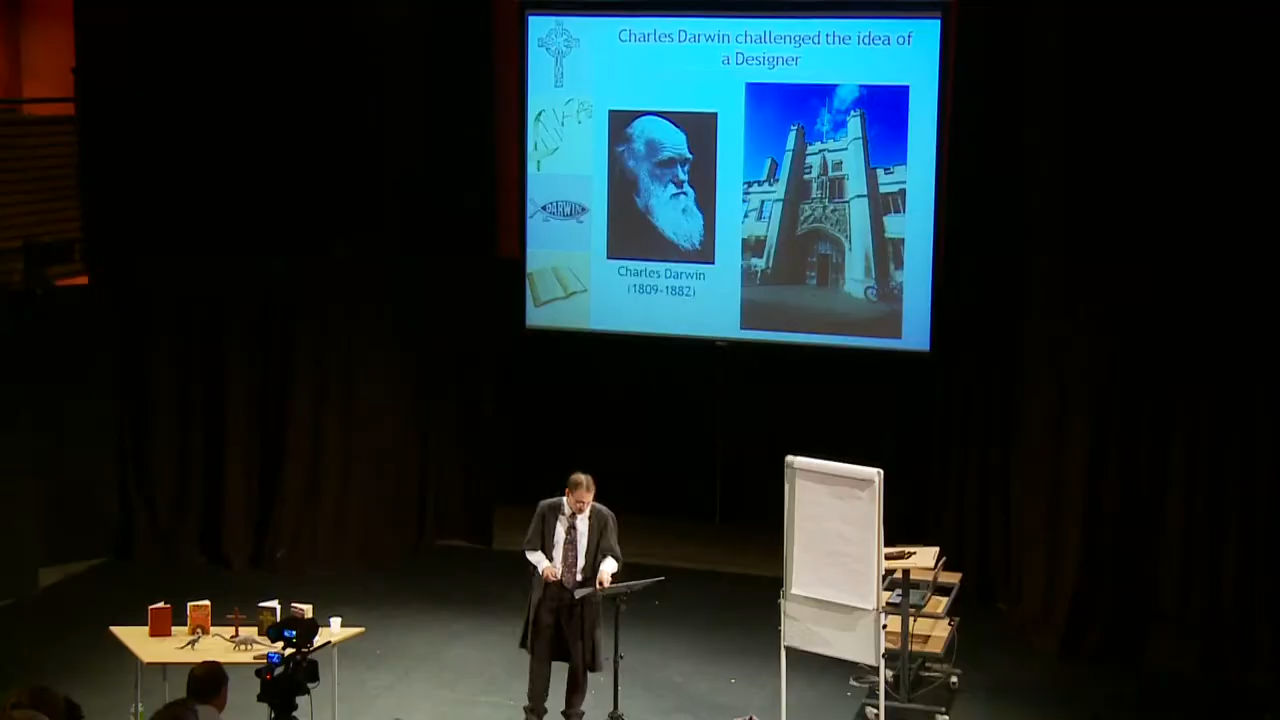 Charles Darwin challenged the idea of
a Designer
DARWIN
Charles Darwin
(1809-1882)